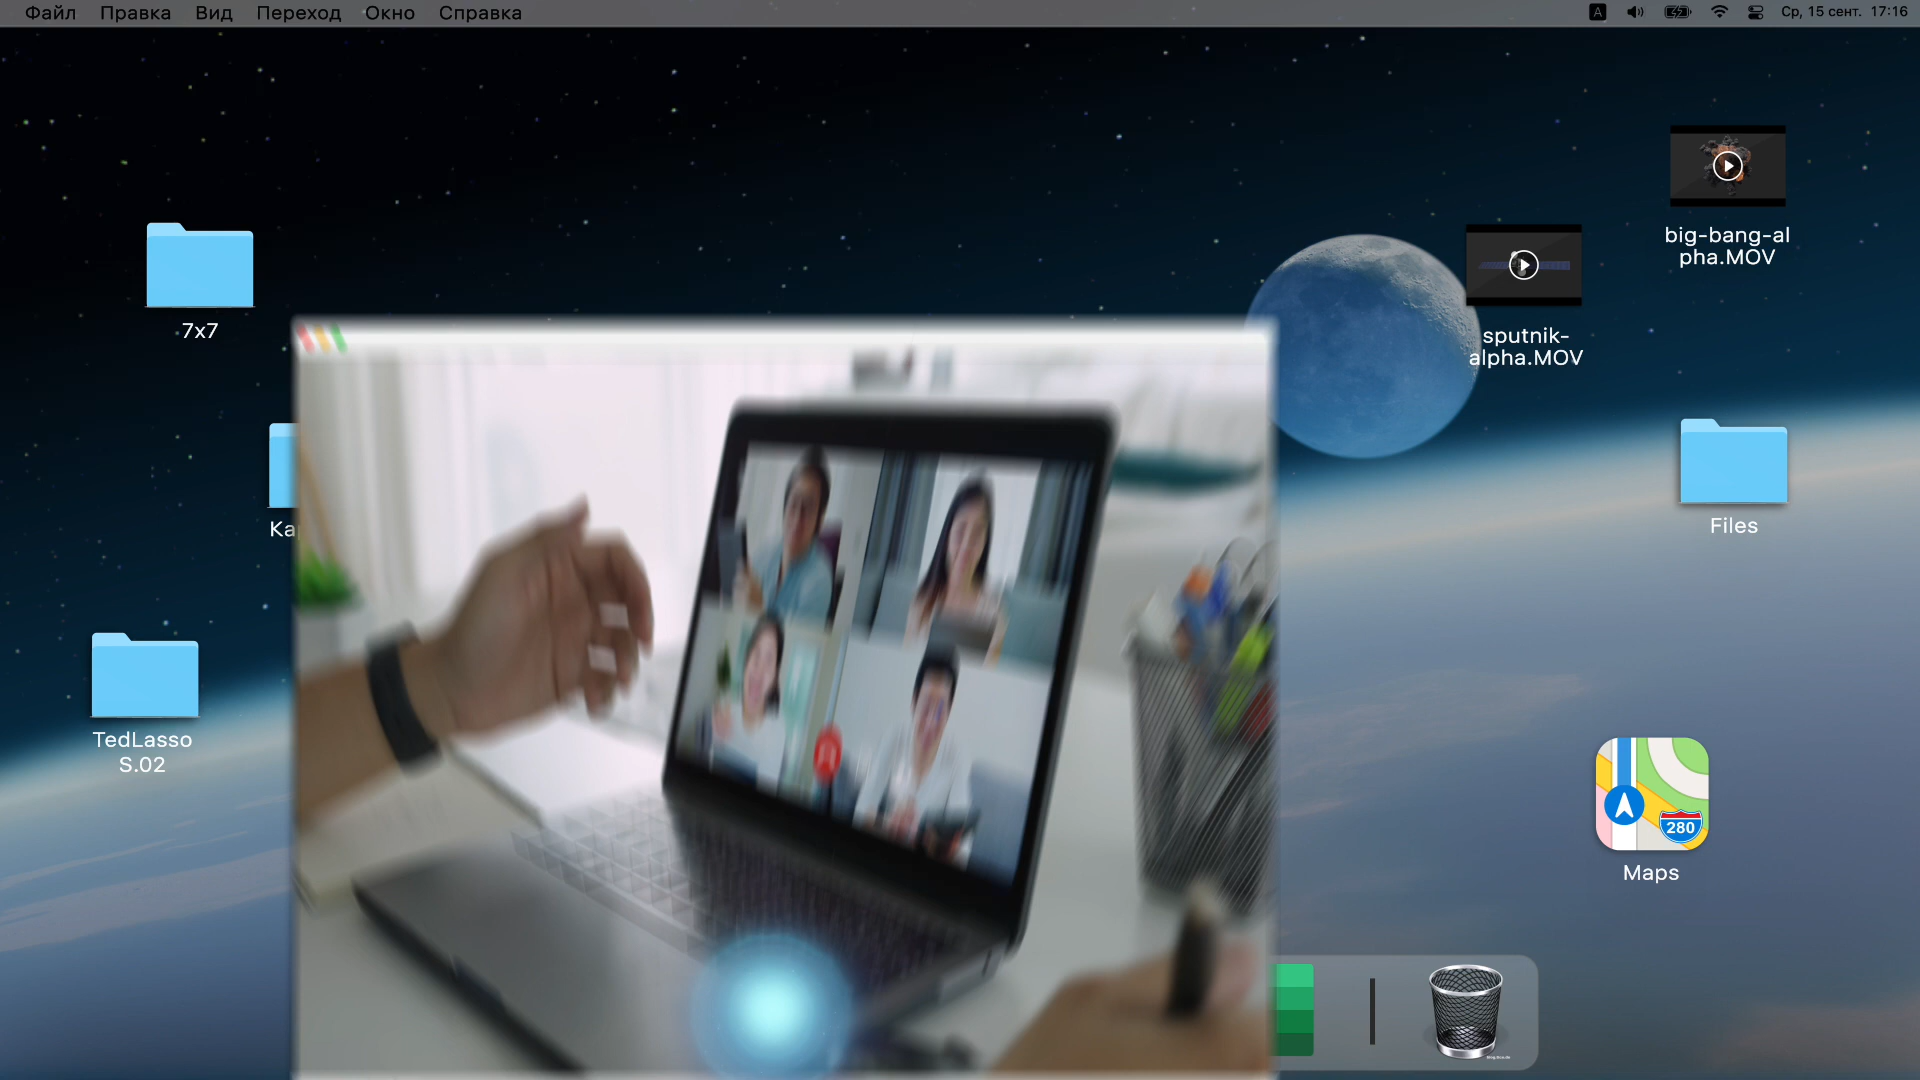 Файл Правка Вид Переход Окно Справка
A
Ср, 15 сент. 17:16
big-bang-al
pha.MOV
sputnik-
alpha.MOV
7x7
Files
TedLasso
S.02
280
Maps